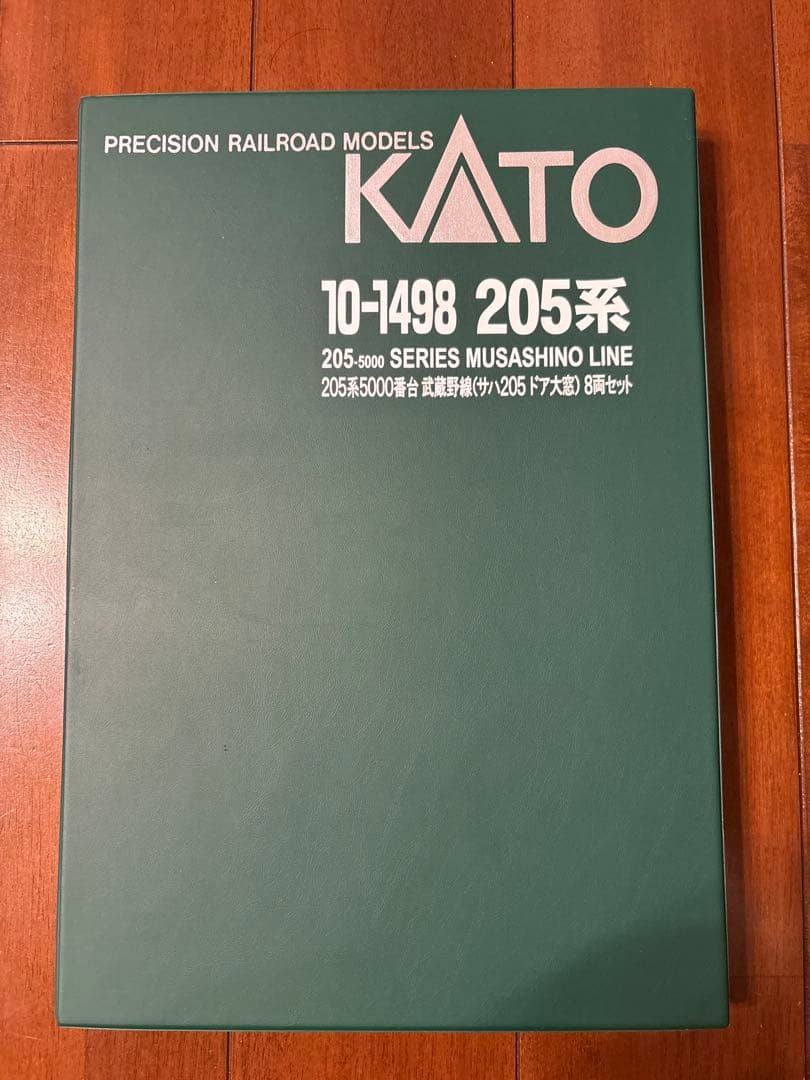 PRECISION RAILROAD MODELS
KATO
10-1498 205系
205-5000 SERIES MUSASHINO LINE
205系5000番台 武蔵野線(サハ205 ドア大窓) 8両セット